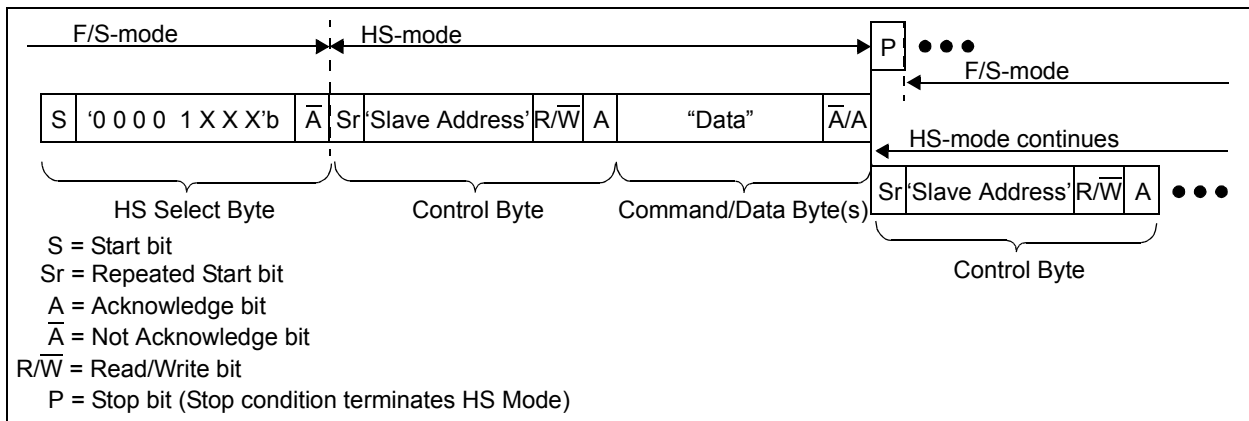 F/S-mode HS-mode
P
F/S-mode
S ‘0 0 0 0 1 X X X’b A̅ Sr ‘Slave Address’ R/W̅ A “Data” A̅/A
HS-mode continues
Sr ‘Slave Address’ R/W̅ A
HS Select Byte Control Byte Command/Data Byte(s)
Control Byte
S = Start bit
Sr = Repeated Start bit
A = Acknowledge bit
A̅ = Not Acknowledge bit
R/W̅ = Read/Write bit
P = Stop bit (Stop condition terminates HS Mode)